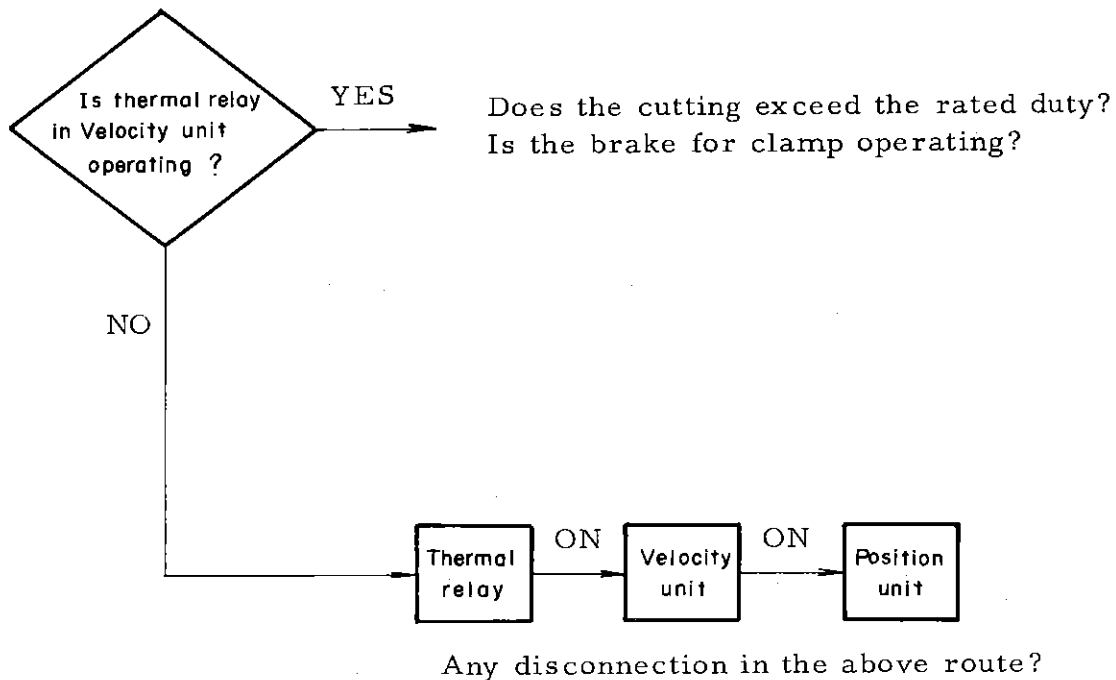 Is thermal relay
in Velocity unit
operating ?
YES
Does the cutting exceed the rated duty?
Is the brake for clamp operating?
NO
Thermal
relay
ON
Velocity
unit
ON
Position
unit
Any disconnection in the above route?